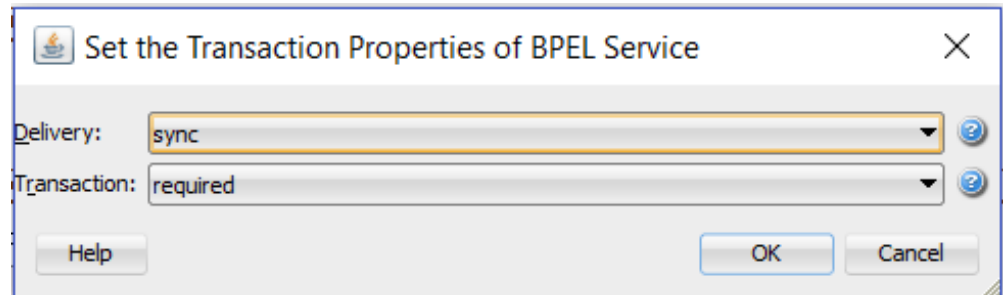 Set the Transaction Properties of BPEL Service
Delivery: sync
Transaction: required
Help OK Cancel